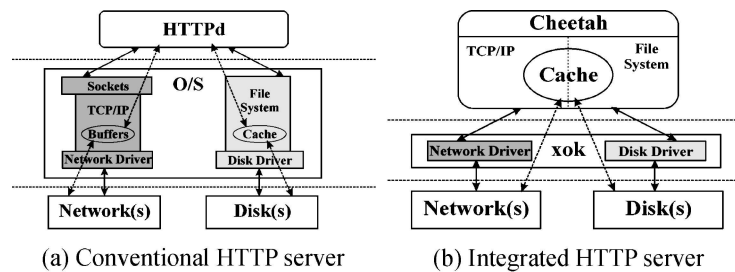 HTTPd
Sockets
O/S
TCP/IP
Buffers
Network Driver
File
System
Cache
Disk Driver
Network(s)
Disk(s)
(a) Conventional HTTP server
Cheetah
TCP/IP
File
System
Cache
Network Driver
xok
Disk Driver
Network(s)
Disk(s)
(b) Integrated HTTP server